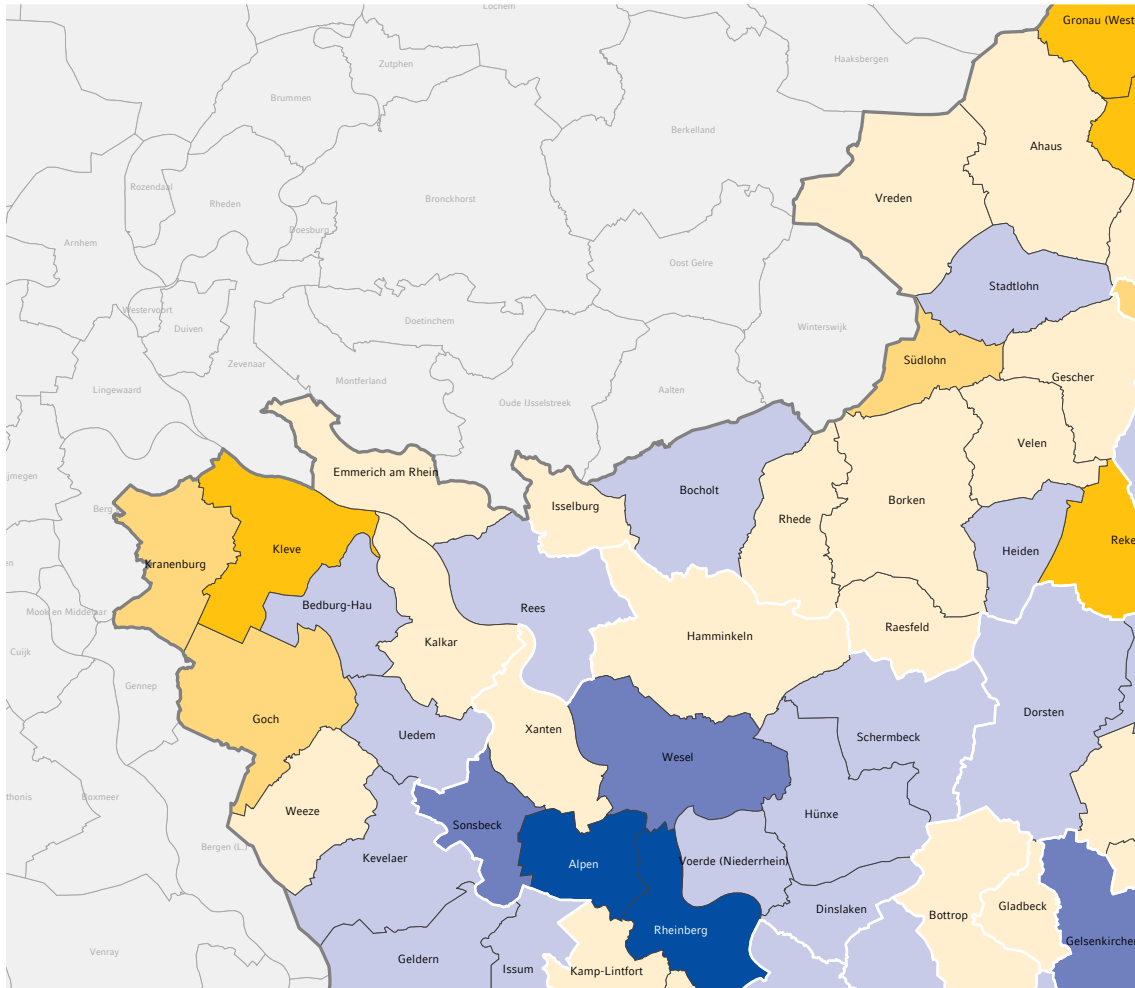 Lochem
Gronau (West
Haaksbergen
Zutphen
Brummen
Berkelland
Ahaus
Rozendaal
Bronckhorst
Vreden
Rheden
Doesburg
Arnhem
Oost Gelre
Stadtlohn
Westervoort
Doetinchem
Duiven
Winterswijk
Südlohn
Zevenaar
Gescher
Montferland
Lingewaard
Aalten
Oude IJsselstreek
Velen
Emmerich am Rhein
ijmegen
Bocholt
Borken
Isselburg
Berg
Rhede
Reke
Kleve
Heiden
en
Kranenburg
Bedburg-Hau
Rees
Mook en Middelaar
Raesfeld
Hamminkeln
Kalkar
Cuijk
Gennep
Dorsten
Goch
Xanten
Uedem
Schermbeck
Wesel
thonis
Boxmeer
Weeze
Hünxe
Sonsbeck
Bergen (L.)
Kevelaer
Voerde (Niederrhein)
Alpen
Gladbeck
Dinslaken
Bottrop
Rheinberg
Gelsenkirchen
Venray
Geldern
Issum
Kamp-Lintfort